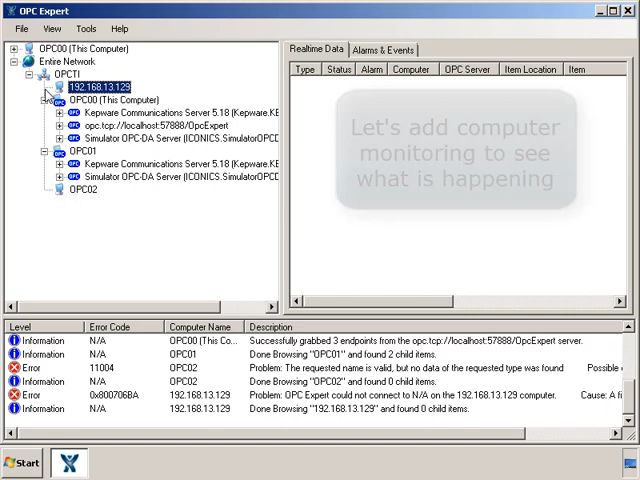 OPC Expert
File View Tools Help
OPC00 (This Computer)
Entire Network
OPCTI
192.168.13.129
OPC00 (This Computer)
Kepware Communications Server 5.18 (Kepware.KE
opc.tcp://localhost:57888/OpcExpert
Simulator OPC-DA Server (ICONICS.SimulatorOPCD
OPC01
Kepware Communications Server 5.18 (Kepware.KE
Simulator OPC-DA Server (ICONICS.SimulatorOPCD
OPC02
Realtime Data Alarms & Events
Type Status Alarm Computer OPC Server Item Location Item
Let's add computer
monitoring to see
what is happening
Level Error Code Computer Name Description
Information N/A OPC00 (This Co... Successfully grabbed 3 endpoints from the opc.tcp://localhost:57888/OpcExpert server.
Information N/A OPC01 Done Browsing "OPC01" and found 2 child items.
Error 11004 OPC02 Problem: The requested name is valid, but no data of the requested type was found Possible
Information N/A OPC02 Done Browsing "OPC02" and found 0 child items.
Error 0x800706BA 192.168.13.129 Problem: OPC Expert could not connect to N/A on the 192.168.13.129 computer. Cause: A fi
Information N/A 192.168.13.129 Done Browsing "192.168.13.129" and found 0 child items.
Start